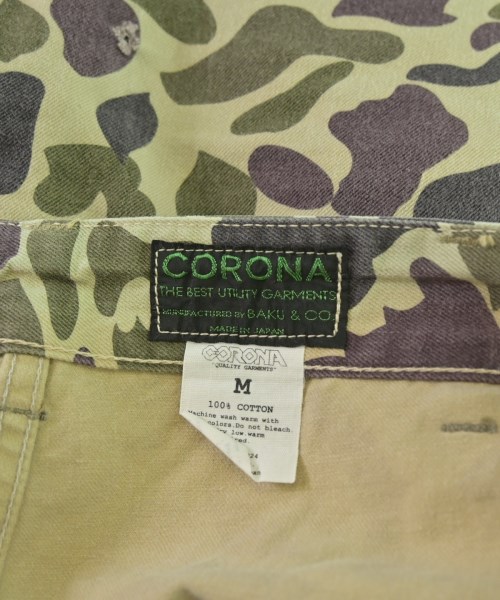 CORONA
THE BEST UTILITY GARMENTS
MANUFACTURED BY BAKU & CO.
MADE IN JAPAN
CORONA
"QUALITY GARMENTS"
M
100% COTTON
Machine wash warm with
colors.Do not bleach
low warm
24